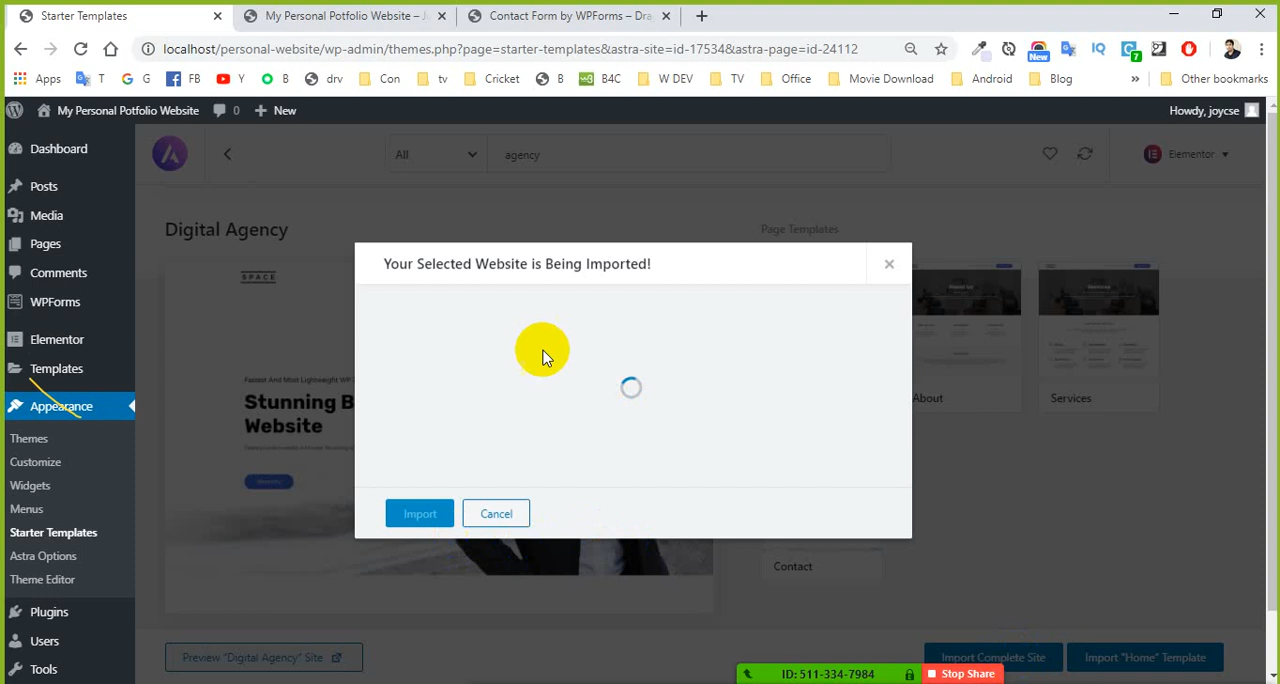 Starter Templates
My Personal Potfolio Website – Ju
Contact Form by WPForms – Dra
localhost/personal-website/wp-admin/themes.php?page=starter-templates&astra-site=id-17534&astra-page=id-24112
New
7
Apps T G FB Y B drv Con tv Cricket B B4C W DEV TV Office Movie Download Android Blog » Other bookmarks
My Personal Potfolio Website 0 New Howdy, joycse
Dashboard
Posts
Media
Pages
Comments
WPForms
Elementor
Templates
Appearance
Themes
Customize
Widgets
Menus
Starter Templates
Astra Options
Theme Editor
Plugins
Users
Tools
All agency Elementor
Digital Agency
Page Templates
SPACE
Stunning B
Website
About
Services
Contact
Your Selected Website is Being Imported!
Import Cancel
Preview "Digital Agency" Site
Import Complete Site
Import "Home" Template
ID: 511-334-7984 Stop Share